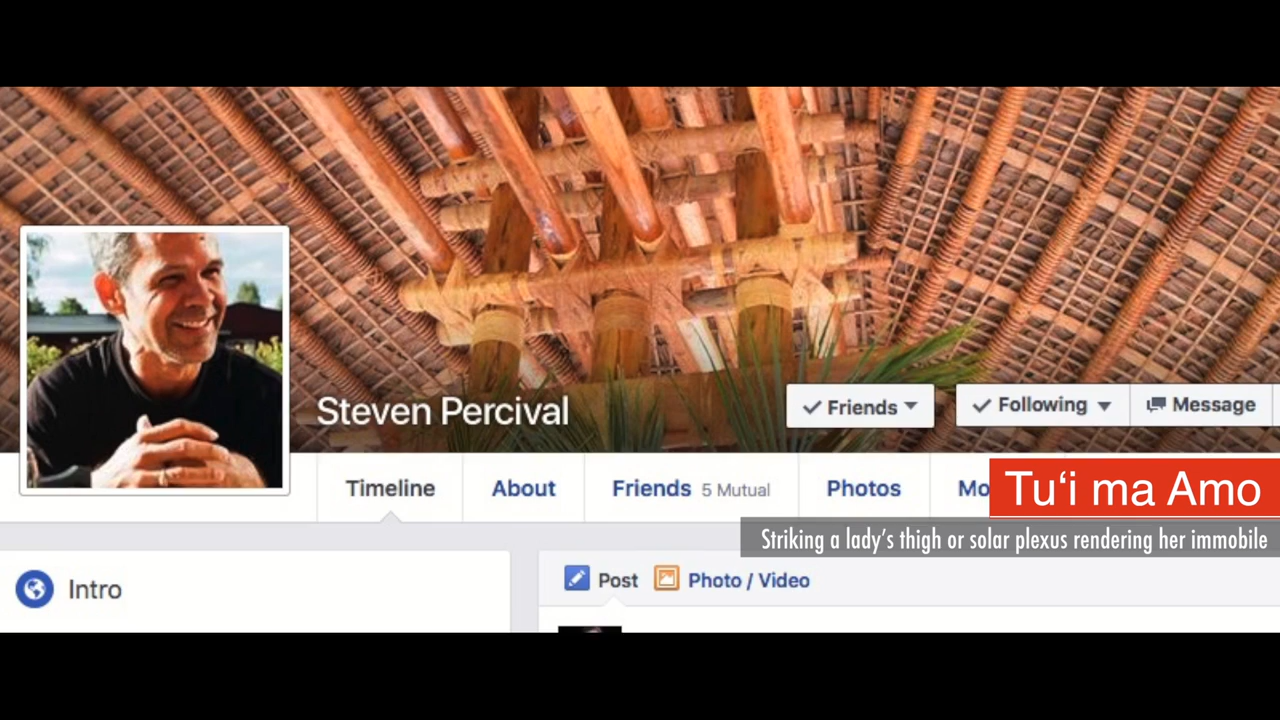 Steven Percival
Friends
Following
Message
Timeline
About
Friends 5 Mutual
Photos
Mo
Tu‘i ma Amo
Striking a lady’s thigh or solar plexus rendering her immobile
Intro
Post
Photo / Video